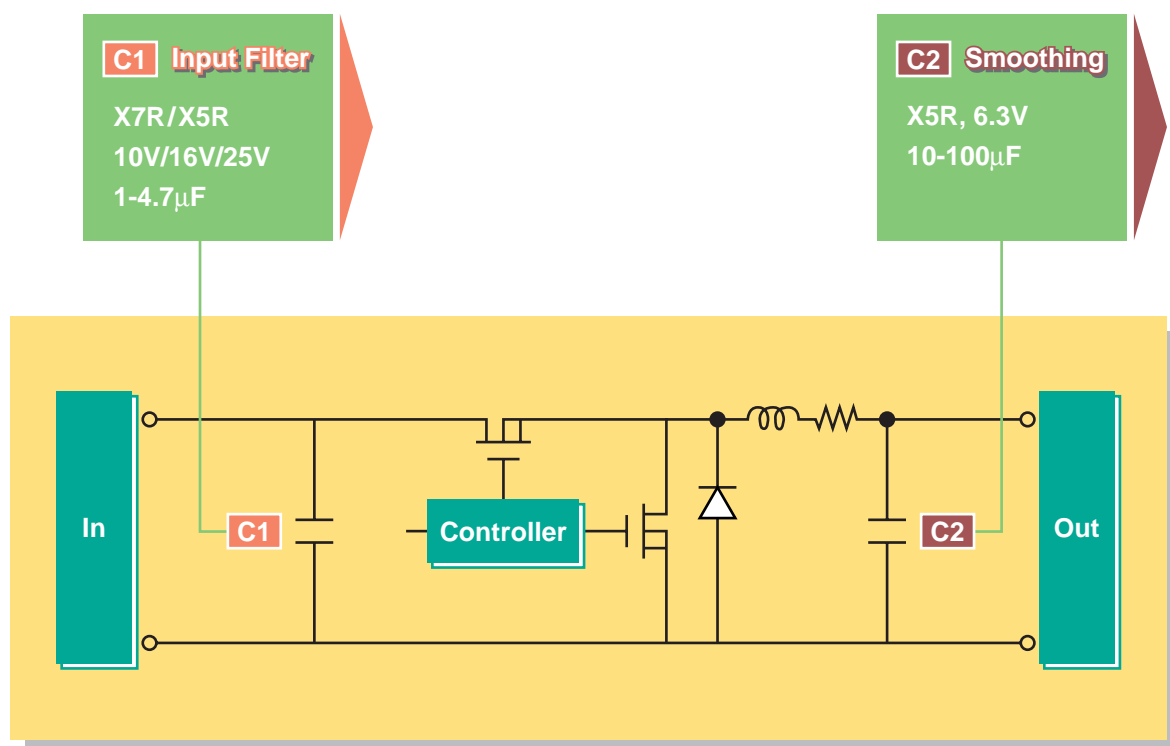 C1 Input Filter
X7R/X5R
10V/16V/25V
1-4.7µF
C2 Smoothing
X5R, 6.3V
10-100µF
In
C1
Controller
C2
Out